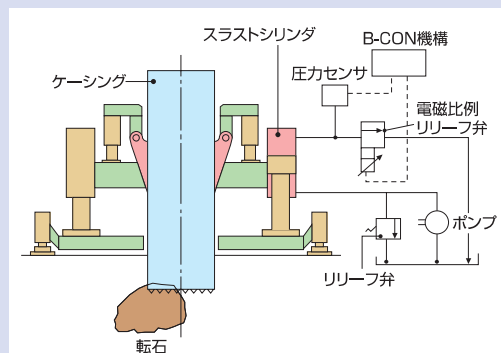 スラストシリンダ
B-CON機構
圧力センサ
ケーシング
電磁比例
リリーフ弁
ポンプ
リリーフ弁
転石